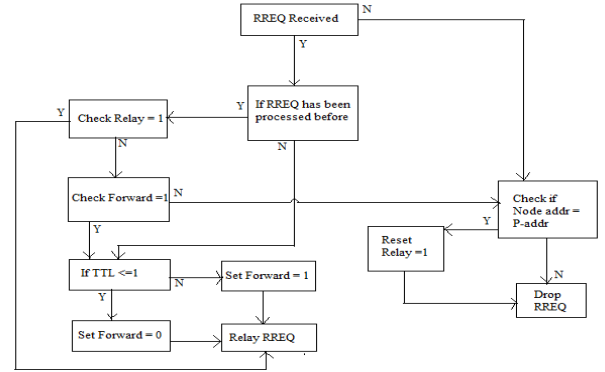 RREQ Received
N
Y
If RREQ has been
processed before
Y
N
Y
Check Relay = 1
N
Check Forward =1
N
Y
Check if
Node addr =
P-addr
Y
N
Reset
Relay =1
If TTL <=1
N
Y
Set Forward = 1
Drop
RREQ
Set Forward = 0
Relay RREQ